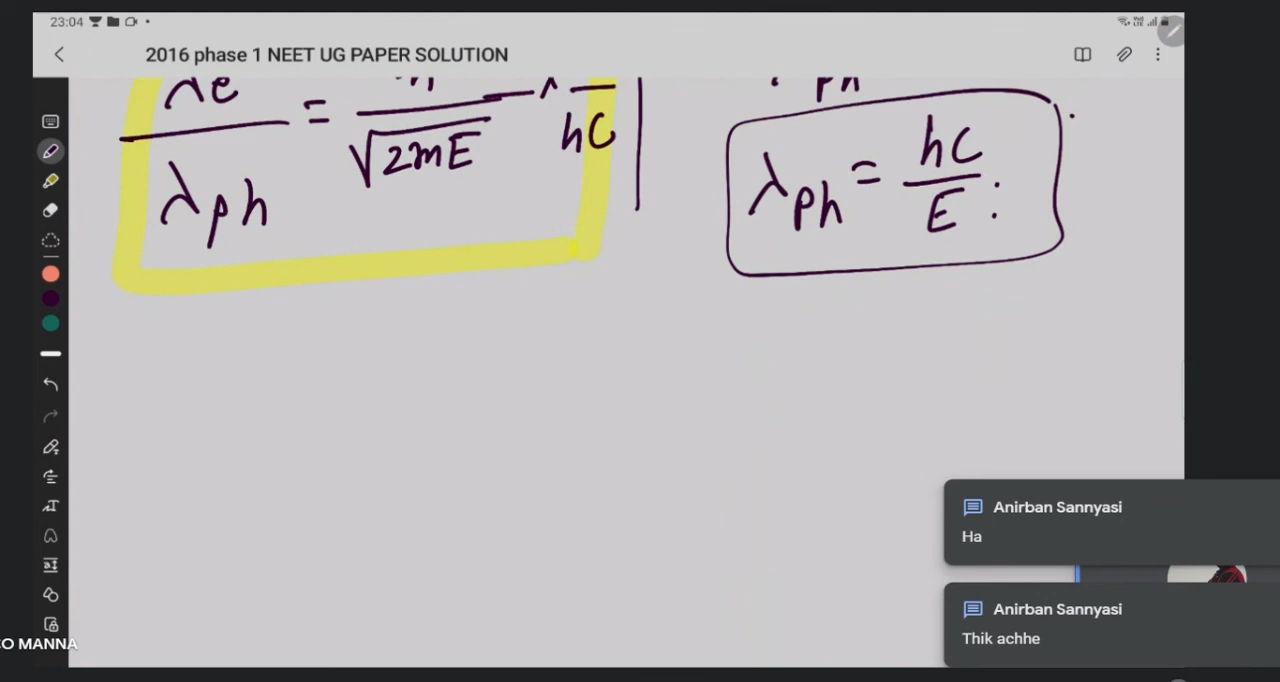 23:04
2016 phase 1 NEET UG PAPER SOLUTION
λe / λph = / √2mE × / hC
ph
λph = hC / E
Anirban Sannyasi
Ha
Anirban Sannyasi
Thik achhe
O MANNA